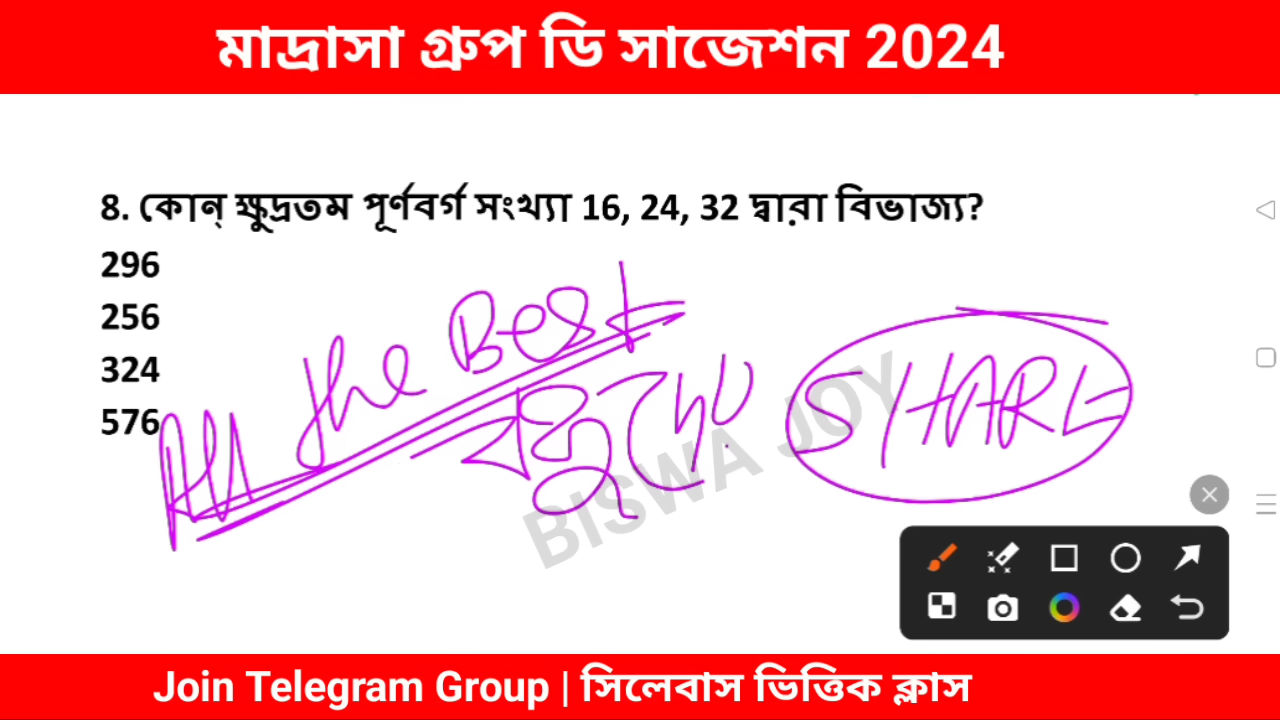 মাদ্রাসা গ্রুপ ডি সাজেশন 2024
8. কোন্ ক্ষুদ্রতম পূর্ণবর্গ সংখ্যা 16, 24, 32 দ্বারা বিভাজ্য?
296
256
324
576
All the Best
SHARE
BISWA JOY
Join Telegram Group | সিলেবাস ভিত্তিক ক্লাস